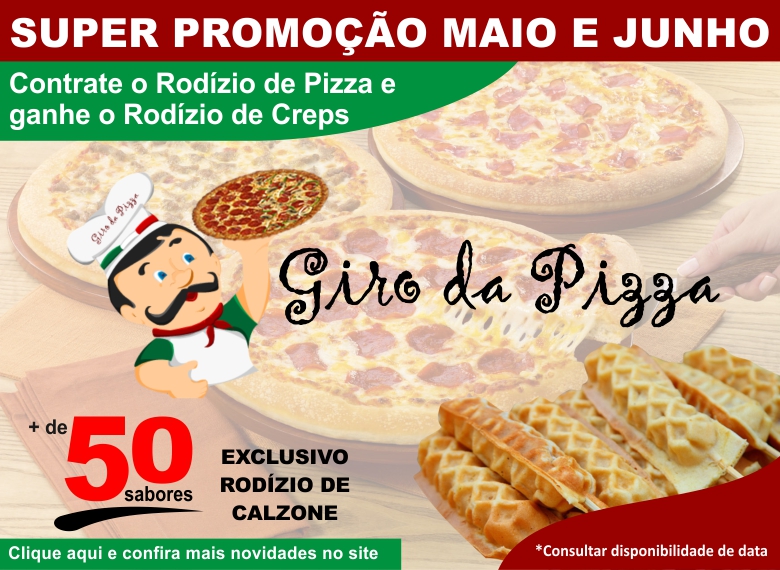 SUPER PROMOÇÃO MAIO E JUNHO
Contrate o Rodízio de Pizza e
ganhe o Rodízio de Creps
Giro da Pizza
Giro da Pizza
+ de
50
sabores
EXCLUSIVO
RODÍZIO DE
CALZONE
Clique aqui e confira mais novidades no site
*Consultar disponibilidade de data